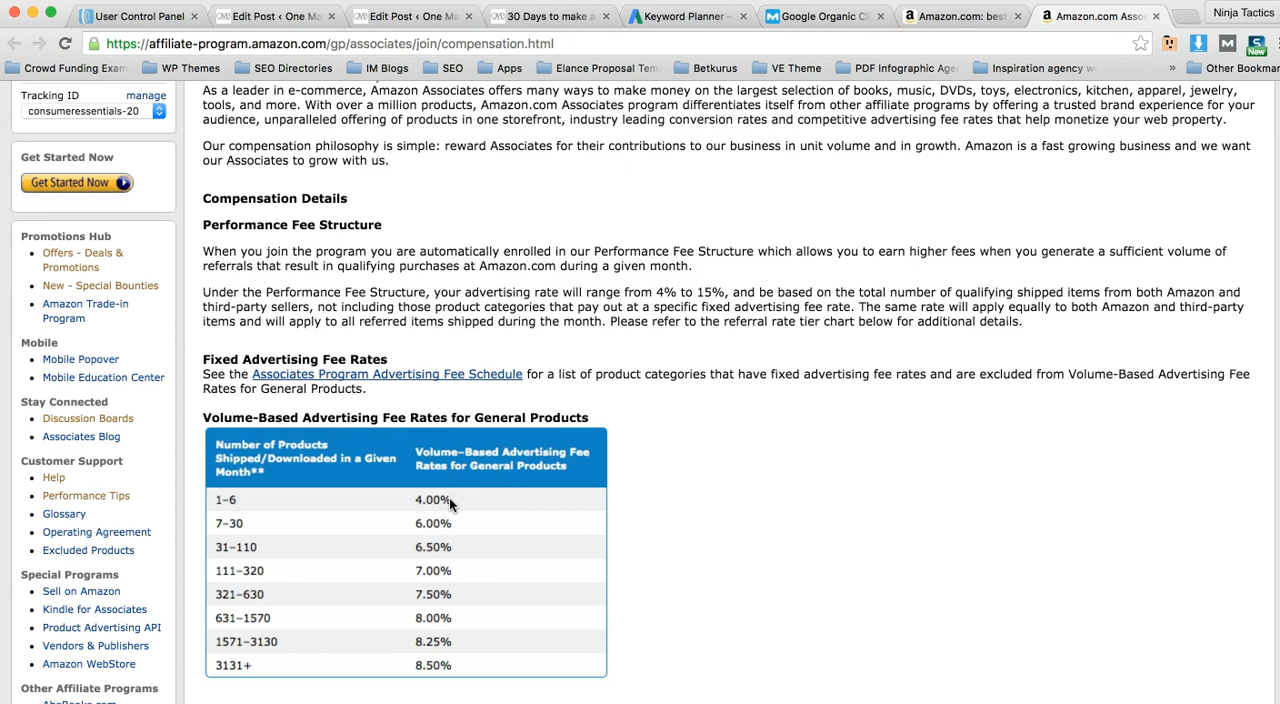 User Control Panel
Edit Post ‹ One Ma
Edit Post ‹ One Ma
30 Days to make a
Keyword Planner –
Google Organic Cli
Amazon.com: best
Amazon.com Asso
Ninja Tactics
https://affiliate-program.amazon.com/gp/associates/join/compensation.html
Crowd Funding Exam
WP Themes
SEO Directories
IM Blogs
SEO
Apps
Elance Proposal Tem
Betkurus
VE Theme
PDF Infographic Age
Inspiration agency w
»
Other Bookmar
New
Tracking ID manage
consumeressentials-20
Get Started Now
Get Started Now
Promotions Hub
Offers - Deals &
Promotions
New - Special Bounties
Amazon Trade-in
Program
Mobile
Mobile Popover
Mobile Education Center
Stay Connected
Discussion Boards
Associates Blog
Customer Support
Help
Performance Tips
Glossary
Operating Agreement
Excluded Products
Special Programs
Sell on Amazon
Kindle for Associates
Product Advertising API
Vendors & Publishers
Amazon WebStore
Other Affiliate Programs
As a leader in e-commerce, Amazon Associates offers many ways to make money on the largest selection of books, music, DVDs, toys, electronics, kitchen, apparel, jewelry,
tools, and more. With over a million products, Amazon.com Associates program differentiates itself from other affiliate programs by offering a trusted brand experience for your
audience, unparalleled offering of products in one storefront, industry leading conversion rates and competitive advertising fee rates that help monetize your web property.
Our compensation philosophy is simple: reward Associates for their contributions to our business in unit volume and in growth. Amazon is a fast growing business and we want
our Associates to grow with us.
Compensation Details
Performance Fee Structure
When you join the program you are automatically enrolled in our Performance Fee Structure which allows you to earn higher fees when you generate a sufficient volume of
referrals that result in qualifying purchases at Amazon.com during a given month.
Under the Performance Fee Structure, your advertising rate will range from 4% to 15%, and be based on the total number of qualifying shipped items from both Amazon and
third-party sellers, not including those product categories that pay out at a specific fixed advertising fee rate. The same rate will apply equally to both Amazon and third-party
items and will apply to all referred items shipped during the month. Please refer to the referral rate tier chart below for additional details.
Fixed Advertising Fee Rates
See the Associates Program Advertising Fee Schedule for a list of product categories that have fixed advertising fee rates and are excluded from Volume-Based Advertising Fee
Rates for General Products.
Volume-Based Advertising Fee Rates for General Products
Number of Products
Shipped/Downloaded in a Given
Month**
Volume-Based Advertising Fee
Rates for General Products
1–6 4.00%
7–30 6.00%
31–110 6.50%
111–320 7.00%
321–630 7.50%
631–1570 8.00%
1571–3130 8.25%
3131+ 8.50%